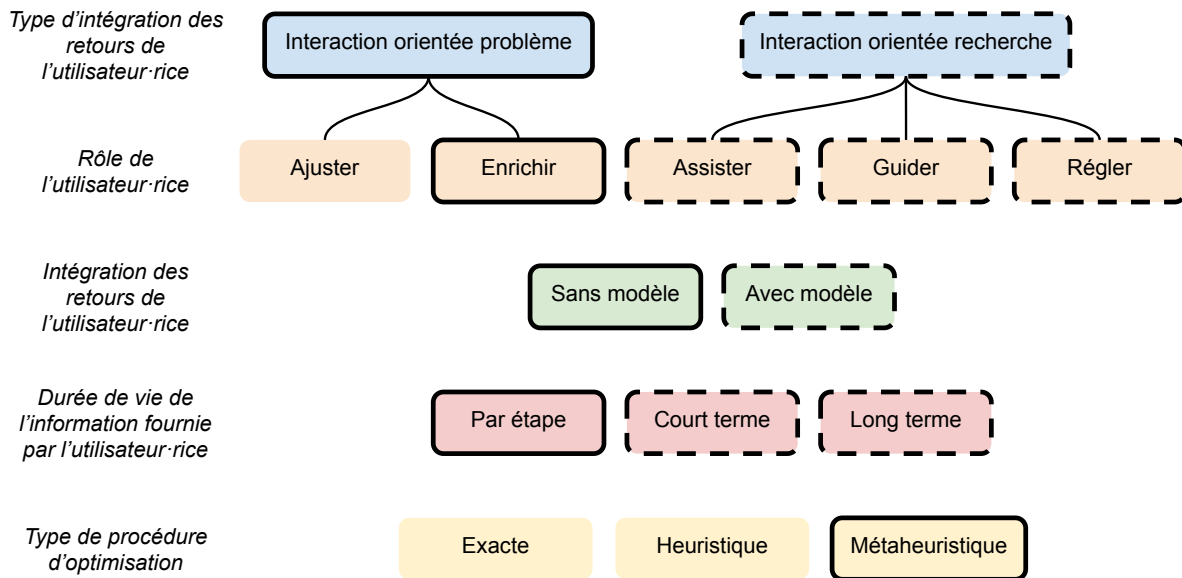 Type d'intégration des
retours de
l'utilisateur·rice
Interaction orientée problème
Interaction orientée recherche
Rôle de
l'utilisateur·rice
Ajuster
Enrichir
Assister
Guider
Régler
Intégration des
retours de
l'utilisateur·rice
Sans modèle
Avec modèle
Durée de vie de
l'information fournie
par l'utilisateur·rice
Par étape
Court terme
Long terme
Type de procédure
d'optimisation
Exacte
Heuristique
Métaheuristique